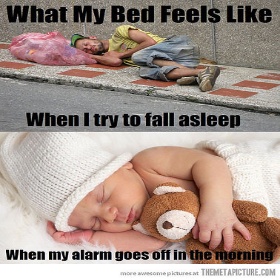 What My Bed Feels Like
When I try to fall asleep
When my alarm goes off in the morning
more awesome pictures at THEMETAPICTURE.COM